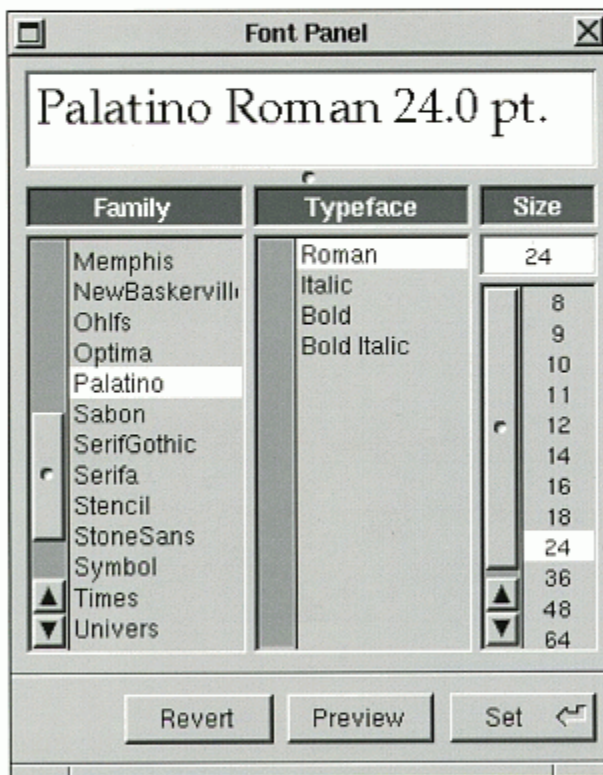 Font Panel
Palatino Roman 24.0 pt.
Family
Memphis
NewBaskerville
Ohlfs
Optima
Palatino
Sabon
SerifGothic
Serifa
Stencil
StoneSans
Symbol
Times
Univers
Typeface
Roman
Italic
Bold
Bold Italic
Size
24
8
9
10
11
12
14
16
18
24
36
48
64
Revert
Preview
Set